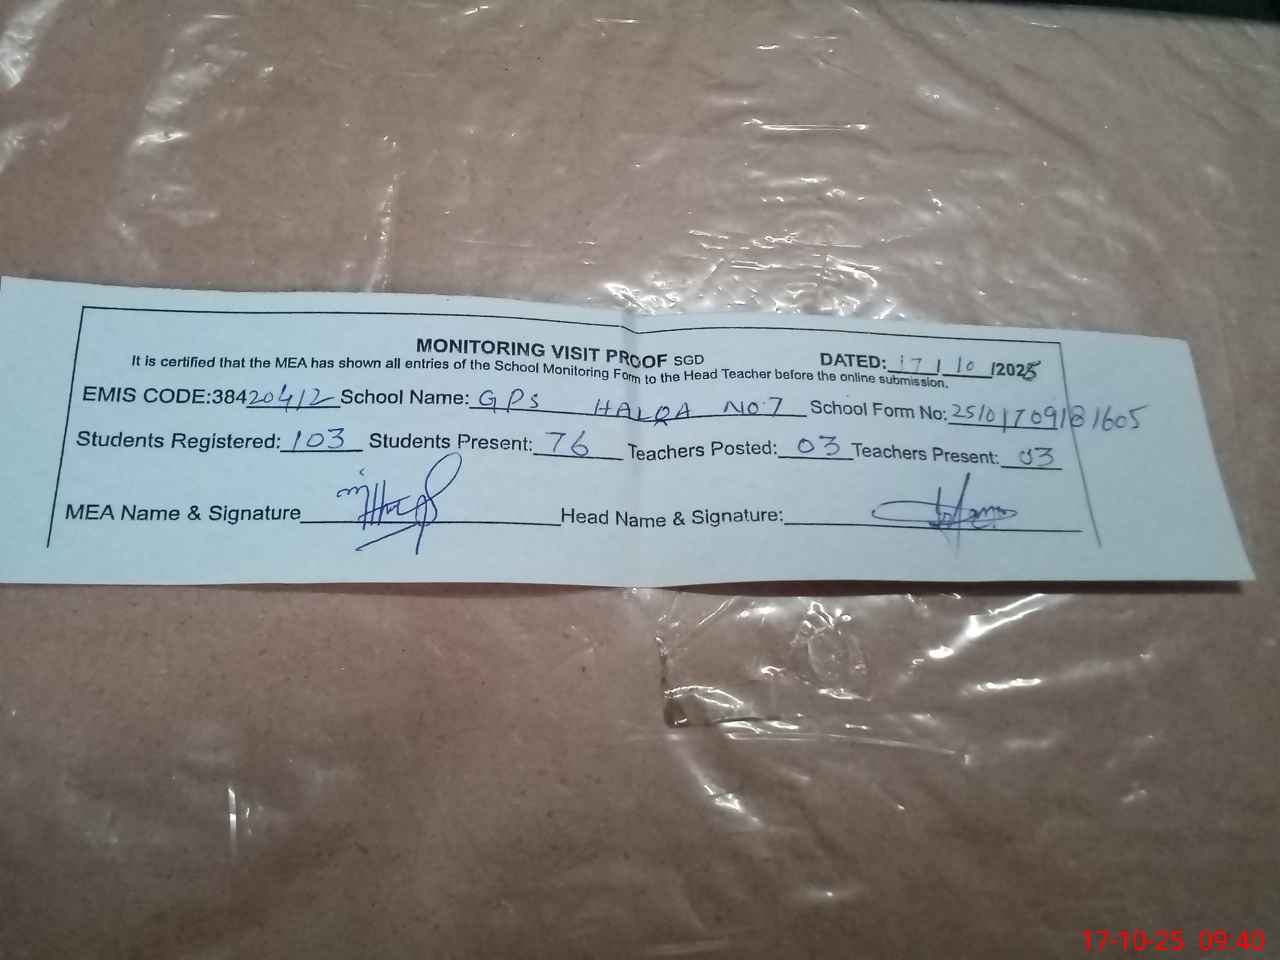 MONITORING VISIT PROOF SGD DATED: 17/10/2025
It is certified that the MEA has shown all entries of the School Monitoring Form to the Head Teacher before the online submission.
EMIS CODE:38420412 School Name: GPS HALQA NO 7 School Form No: 2510170918 1605
Students Registered: 103 Students Present: 76 Teachers Posted: 03 Teachers Present: 03
MEA Name & Signature Head Name & Signature:
17-10-25 09:40